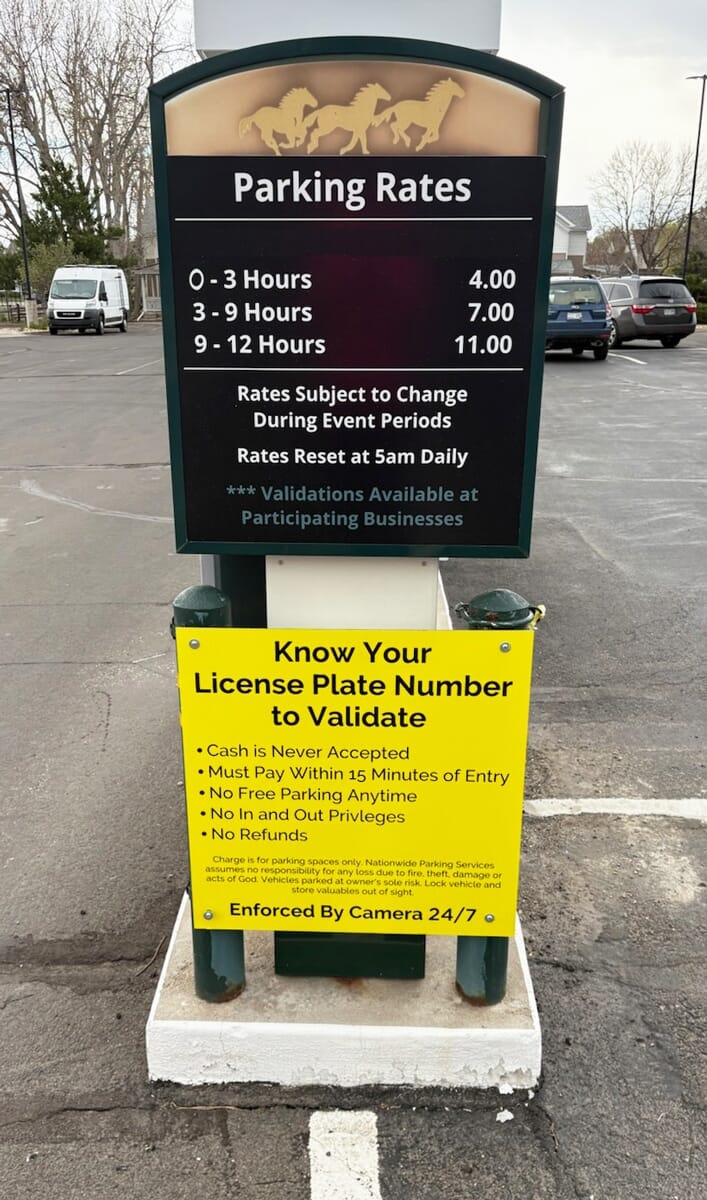 Parking Rates
0 - 3 Hours 4.00
3 - 9 Hours 7.00
9 - 12 Hours 11.00
Rates Subject to Change
During Event Periods
Rates Reset at 5am Daily
*** Validations Available at
Participating Businesses
Know Your
License Plate Number
to Validate
• Cash is Never Accepted
• Must Pay Within 15 Minutes of Entry
• No Free Parking Anytime
• No In and Out Privleges
• No Refunds
Charge is for parking spaces only. Nationwide Parking Services
assumes no responsibility for any loss due to fire, theft, damage or
acts of God. Vehicles parked at owner's sole risk. Lock vehicle and
store valuables out of sight.
Enforced By Camera 24/7